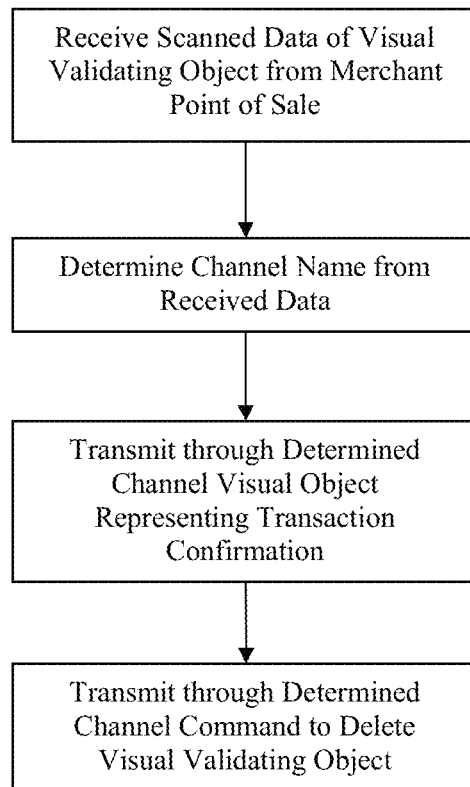 Receive Scanned Data of Visual
Validating Object from Merchant
Point of Sale
Determine Channel Name from
Received Data
Transmit through Determined
Channel Visual Object
Representing Transaction
Confirmation
Transmit through Determined
Channel Command to Delete
Visual Validating Object